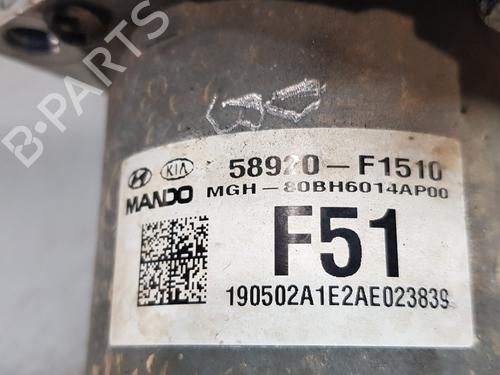 B-PARTS
KIA 58920-F1510
MANDO MGH-80BH6014AP00
F51
190502A1E2AE023839